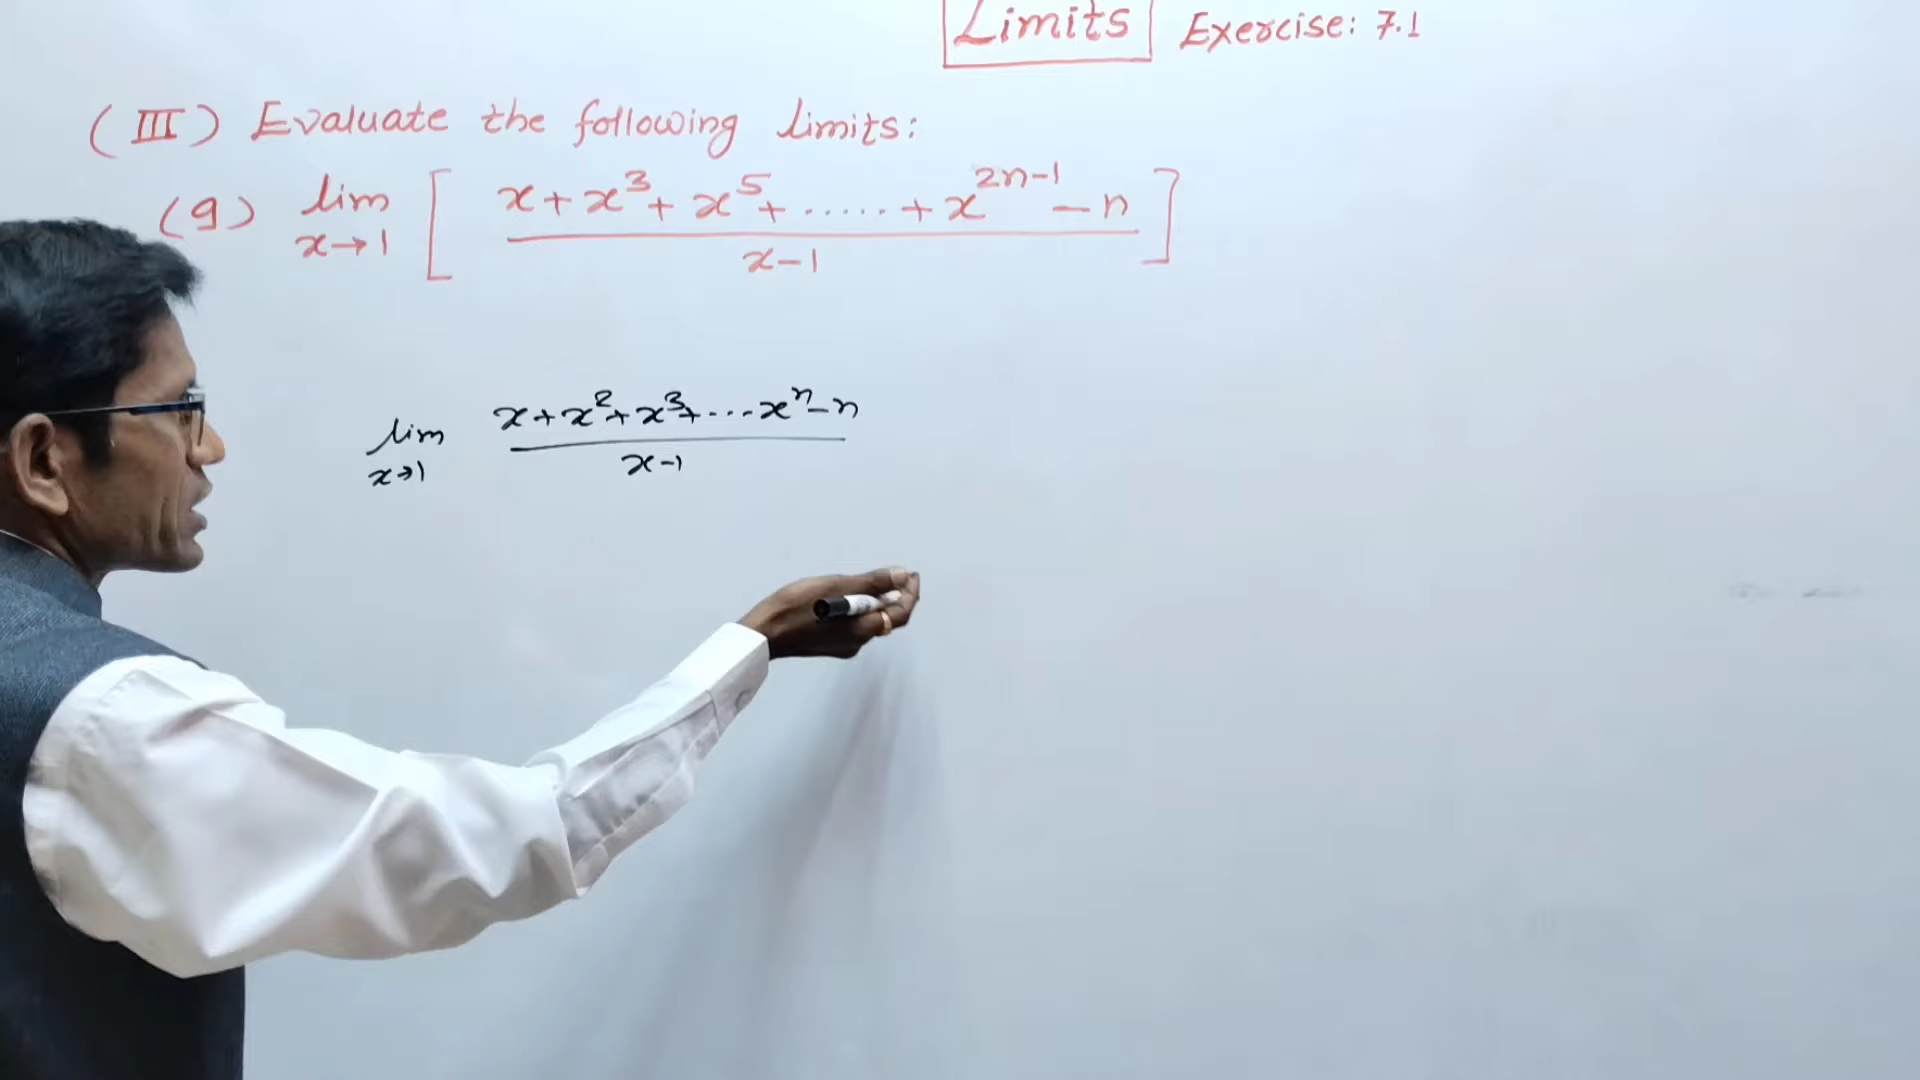 Limits Exercise: 7.1
(III) Evaluate the following limits:
(9) lim x→1 [ x + x³ + x⁵ + ...... + x²ⁿ⁻¹ − n / x − 1 ]
lim x→1 x + x² + x³ + ... xⁿ − n / x − 1